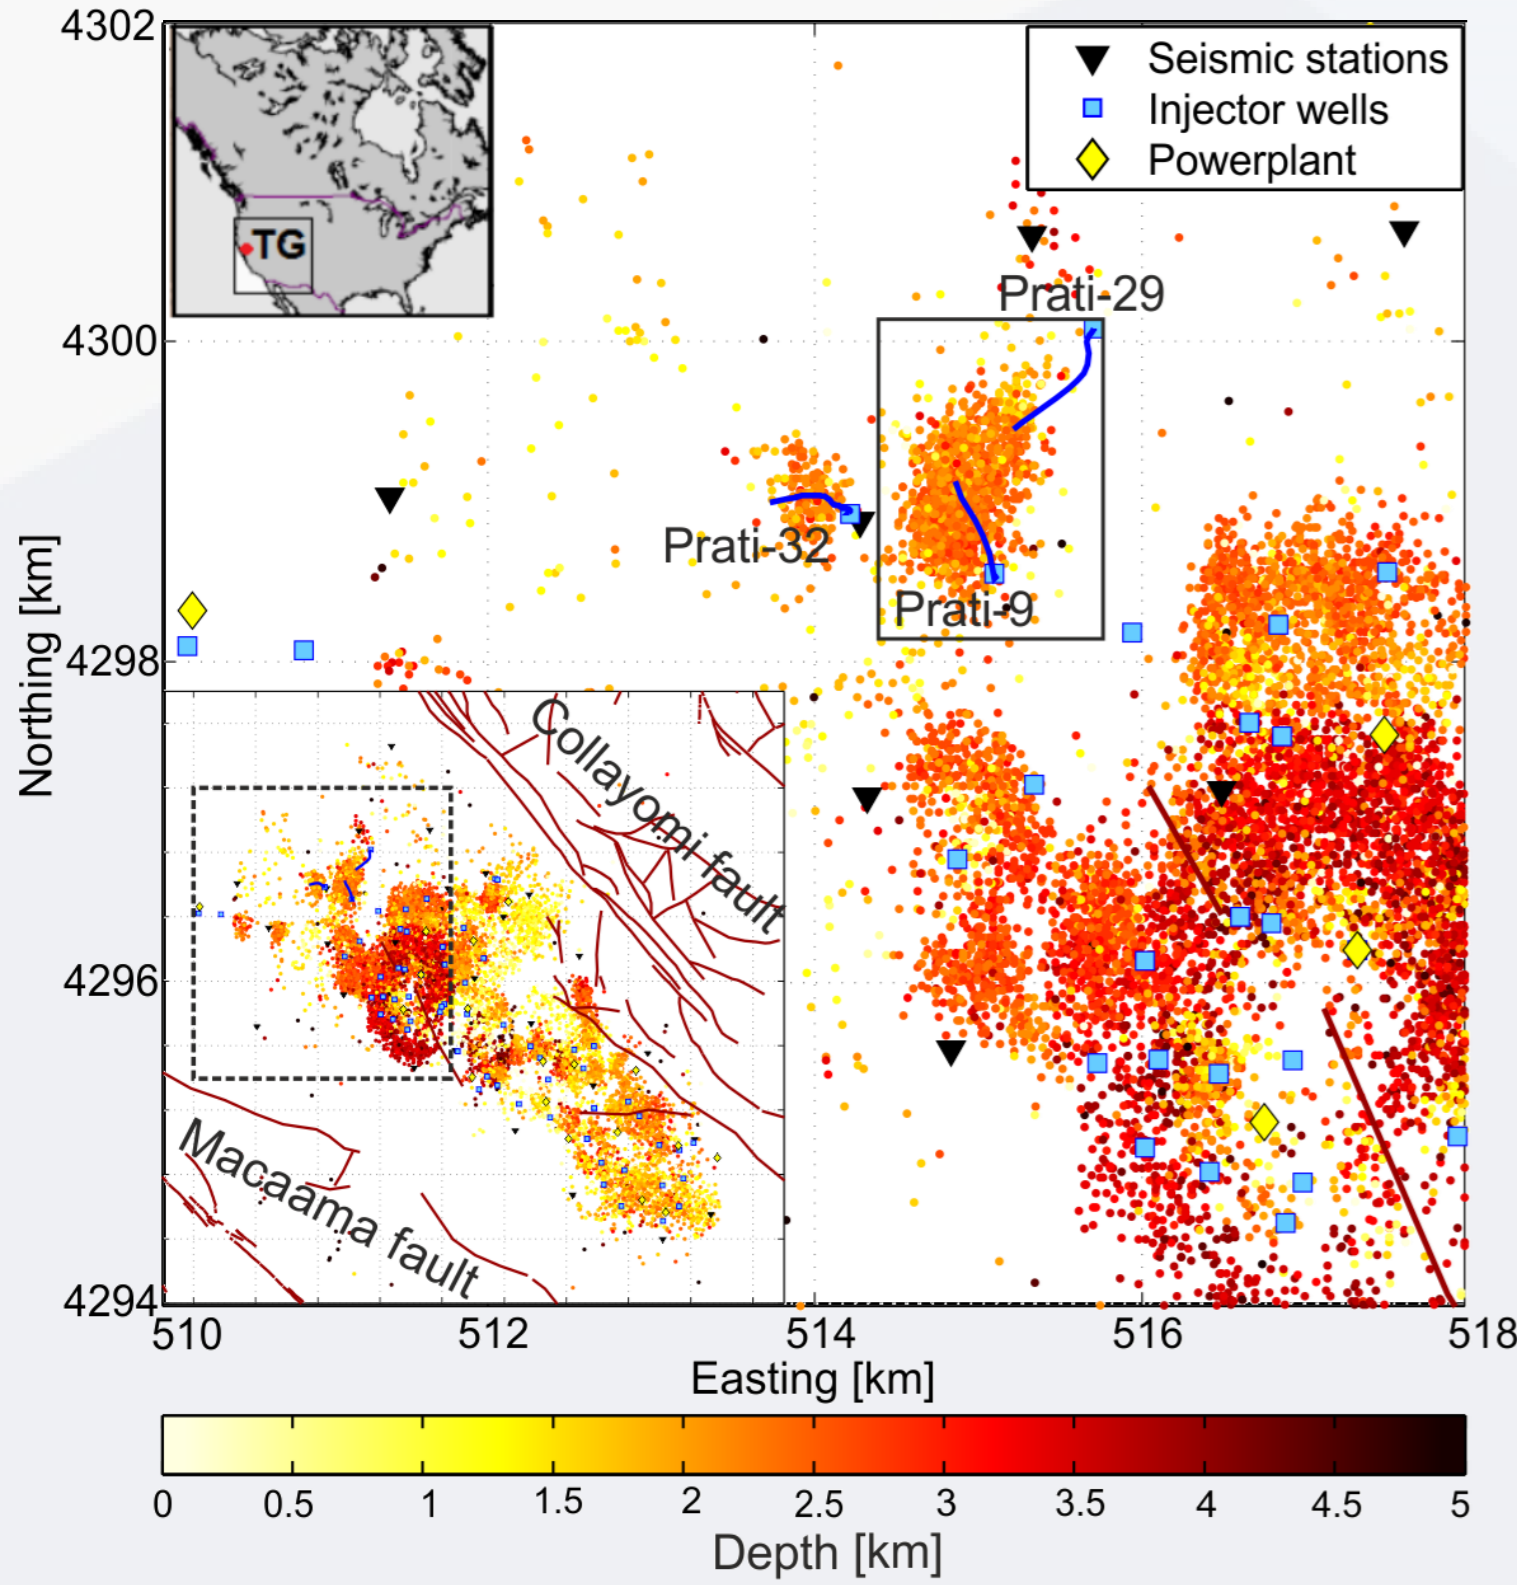 4302
Seismic stations
Injector wells
Powerplant
TG
Prati-29
4300
Prati-32
Prati-9
4298
Northing [km]
Collayomi fault
4296
Macaama fault
4294
510 512 514 516 518
Easting [km]
0 0.5 1 1.5 2 2.5 3 3.5 4 4.5 5
Depth [km]